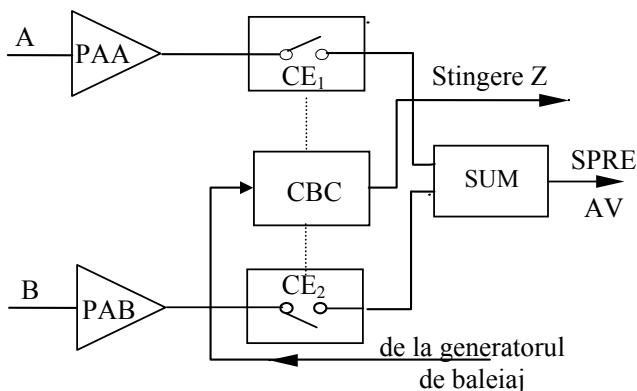 A
PAA
CE₁
Stingere Z
CBC
SUM
SPRE
AV
B
PAB
CE₂
de la generatorul
de baleiaj